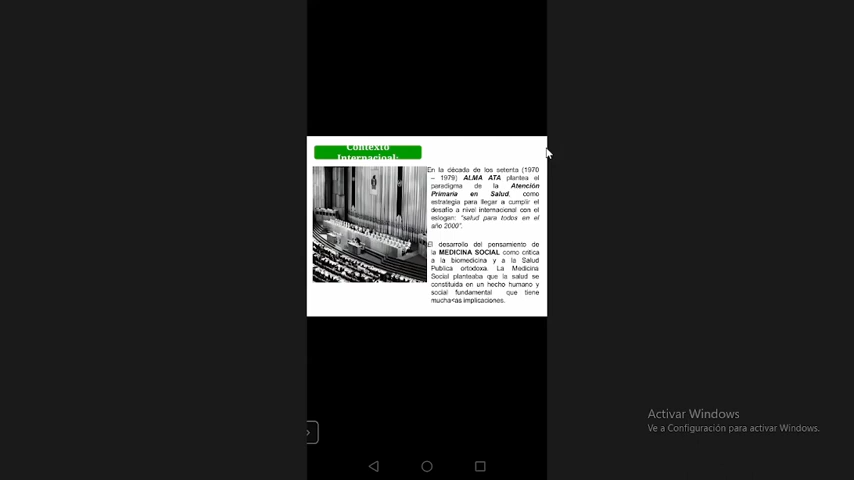 Contexto
Internacioal:
En la década de los setenta (1970
– 1979) ALMA ATA plantea el
paradigma de la Atención
Primaria en Salud, como
estrategia para llegar a cumplir el
desafío a nivel internacional con el
eslogan: "salud para todos en el
año 2000".
El desarrollo del pensamiento de
la MEDICINA SOCIAL como crítica
a la biomedicina y a la Salud
Publica ortodoxa. La Medicina
Social planteaba que la salud se
constituida en un hecho humano y
social fundamental que tiene
mucha<as implicaciones.
Activar Windows
Ve a Configuración para activar Windows.